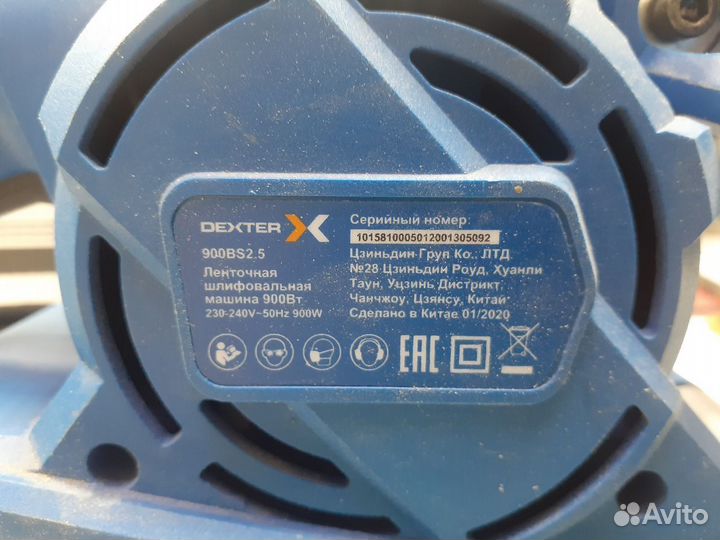 DEXTER
900BS2.5
Ленточная
шлифовальная
машина 900Вт
230-240V~50Hz 900W
Серийный номер:
1015810005012001305092
Цзиньдин Груп Ко., ЛТД.
№28 Цзиньдин Роуд, Хуанли
Таун, Уцзинь Дистрикт,
Чанчжоу, Цзянсу, Китай
Сделано в Китае 01/2020
EAC
Avito